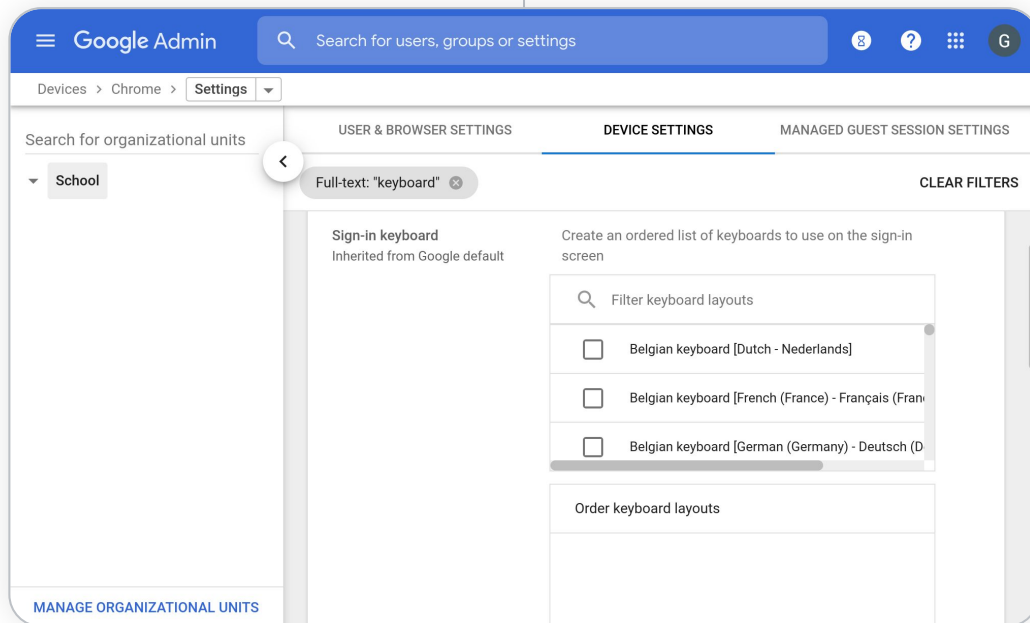 Google Admin
Search for users, groups or settings
G
Devices > Chrome > Settings
Search for organizational units
School
MANAGE ORGANIZATIONAL UNITS
USER & BROWSER SETTINGS
DEVICE SETTINGS
MANAGED GUEST SESSION SETTINGS
Full-text: "keyboard"
CLEAR FILTERS
Sign-in keyboard
Inherited from Google default
Create an ordered list of keyboards to use on the sign-in
screen
Filter keyboard layouts
Belgian keyboard [Dutch - Nederlands]
Belgian keyboard [French (France) - Français (Fran
Belgian keyboard [German (Germany) - Deutsch (D
Order keyboard layouts